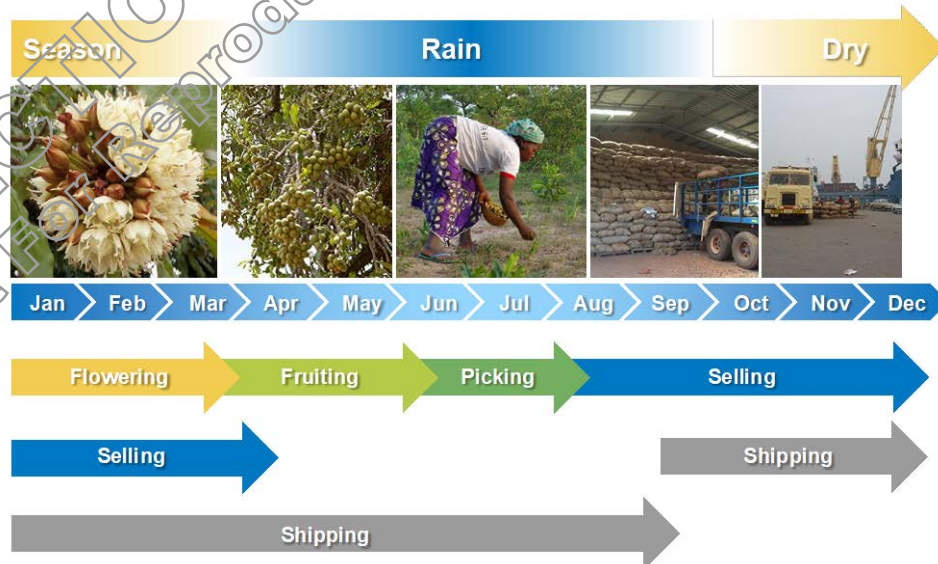 Season Rain Dry
Jan Feb Mar Apr May Jun Jul Aug Sep Oct Nov Dec
Flowering Fruiting Picking Selling
Selling Shipping
Shipping